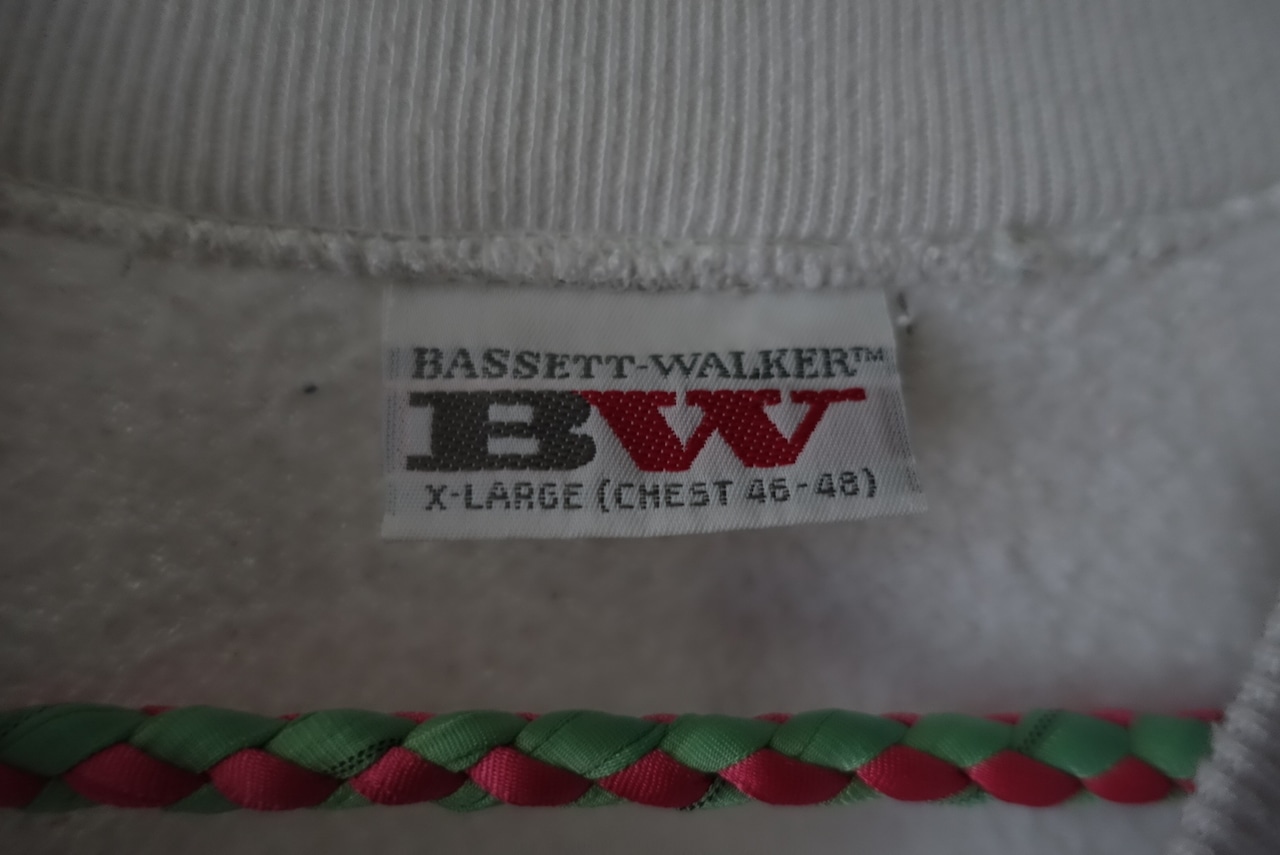 BASSETT-WALKER™
BW
X-LARGE (CHEST 46-48)